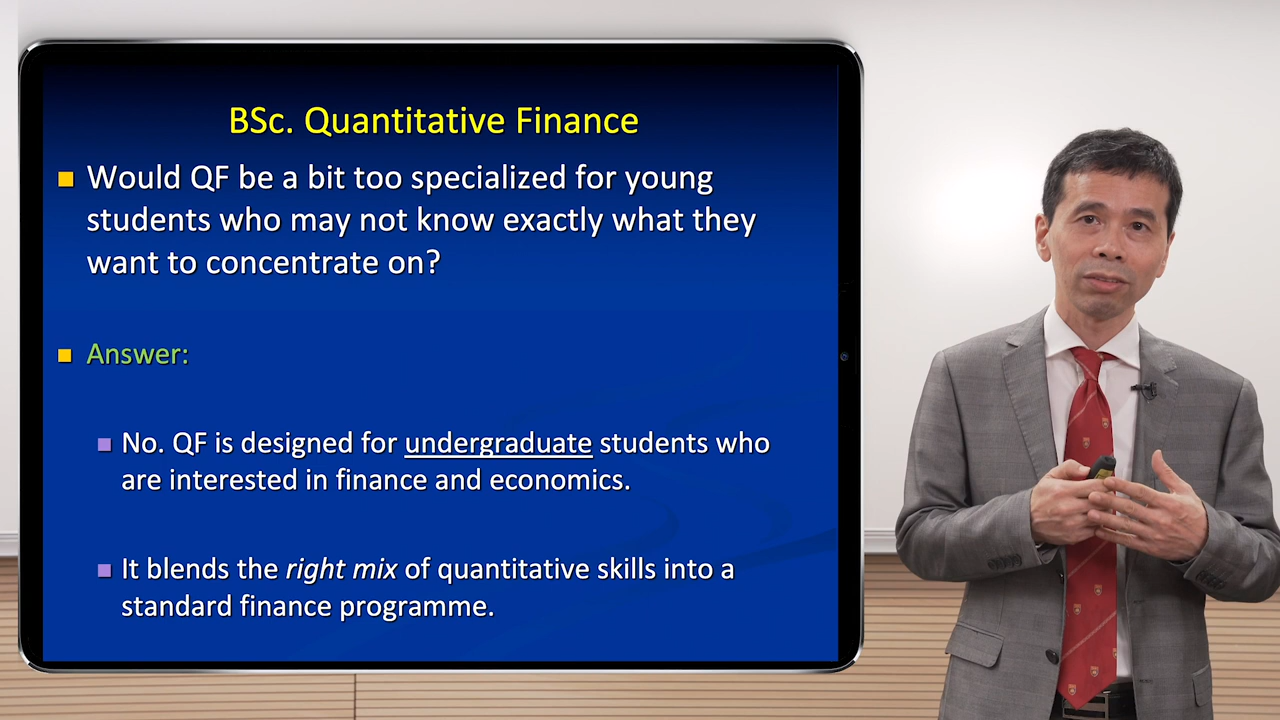 BSc. Quantitative Finance
Would QF be a bit too specialized for young
students who may not know exactly what they
want to concentrate on?
Answer:
No. QF is designed for undergraduate students who
are interested in finance and economics.
It blends the right mix of quantitative skills into a
standard finance programme.